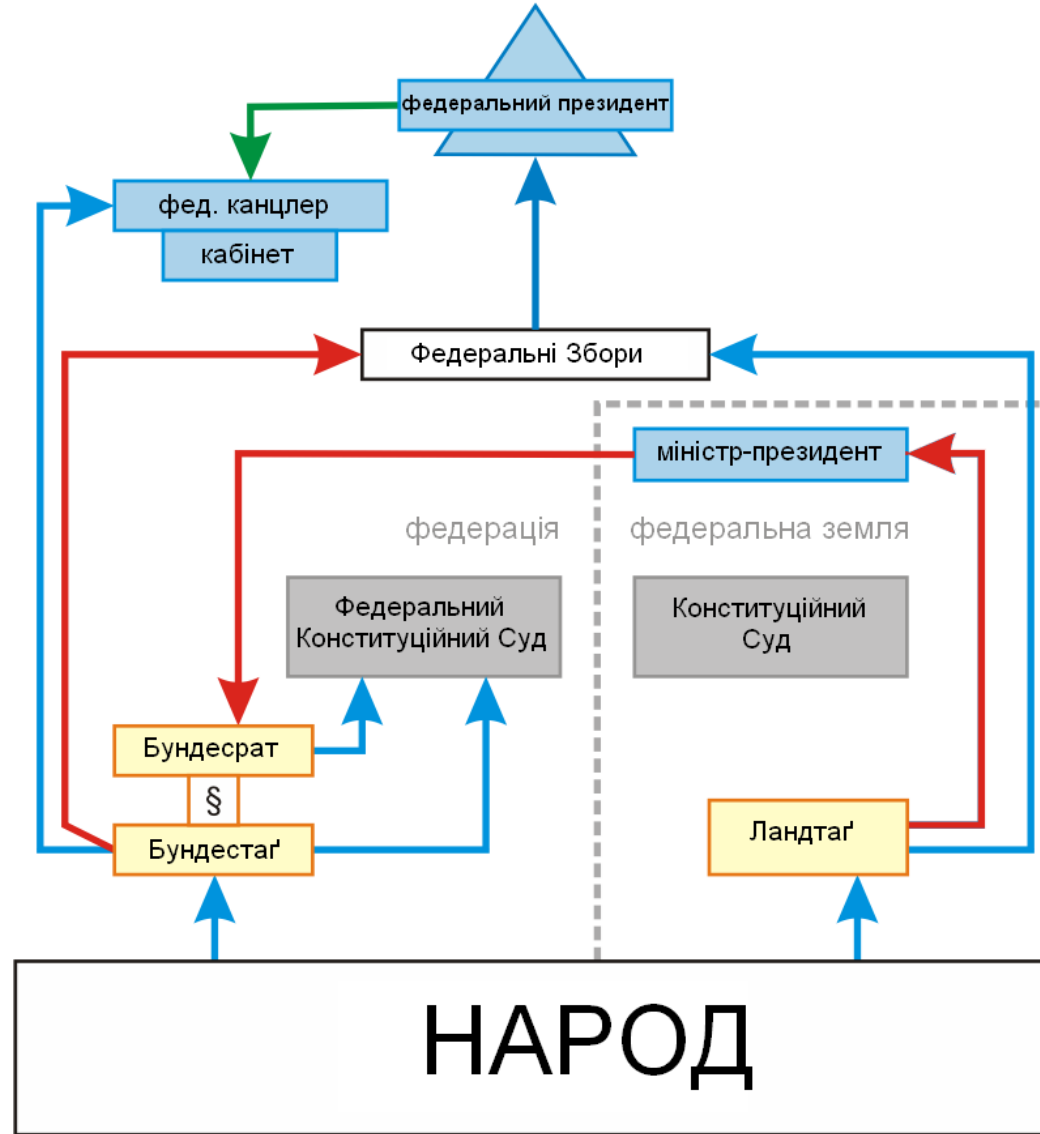 федеральний президент
фед. канцлер
кабінет
Федеральні Збори
міністр-президент
федерація
федеральна земля
Федеральний
Конституційний Суд
Конституційний
Суд
Бундесрат
§
Бундестаґ
Ландтаґ
НАРОД